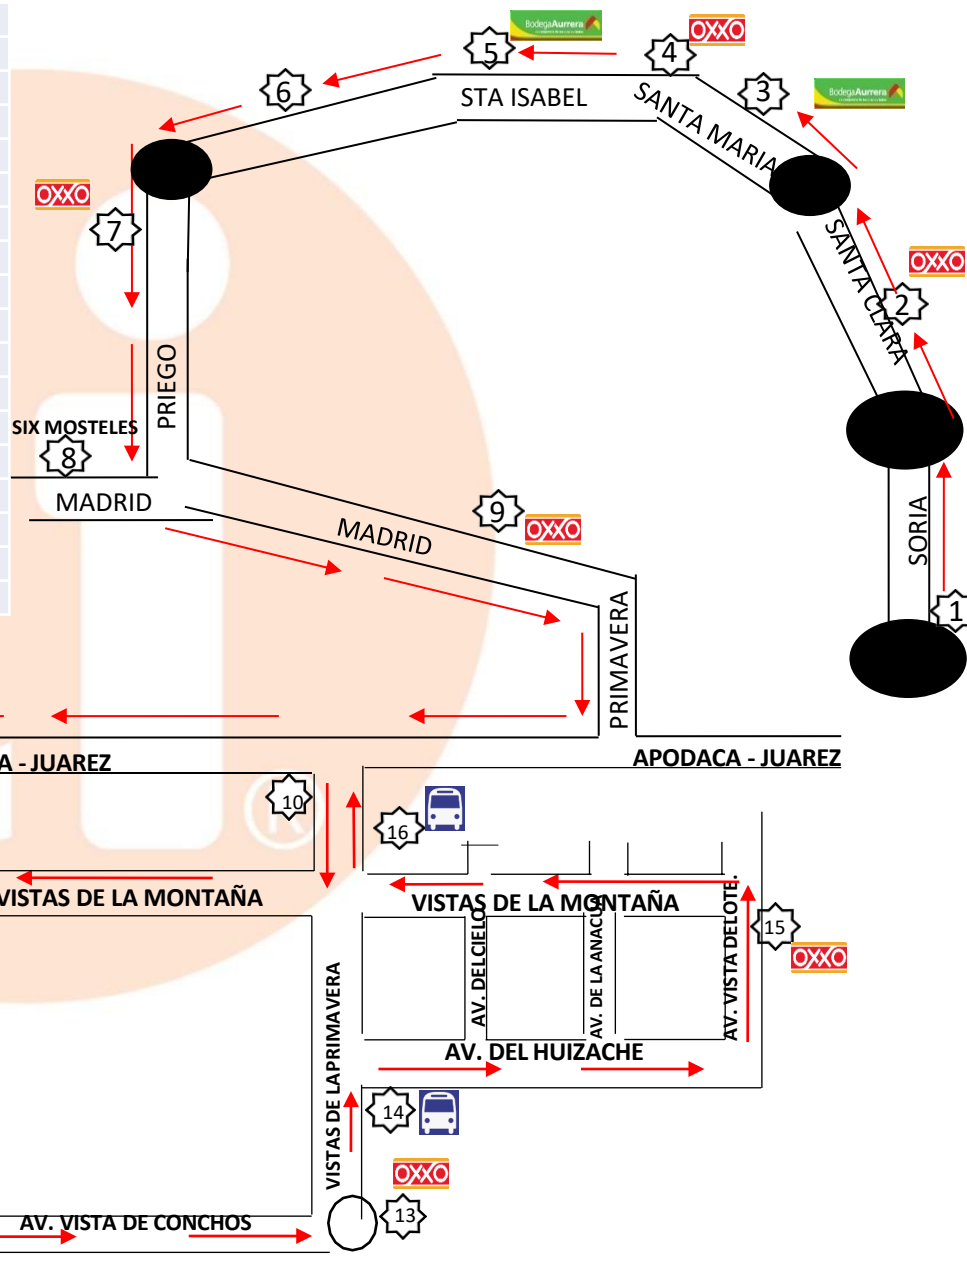 5
BodegaAurrera
4
OXXO
6
STA ISABEL
SANTA MARIA
3
BodegaAurrera
OXXO
7
SANTA CLARA
OXXO
2
PRIEGO
SIX MOSTELES
8
MADRID
MADRID
9
OXXO
SORIA
1
PRIMAVERA
A - JUAREZ
APODACA - JUAREZ
10
16
®
VISTAS DE LA MONTAÑA
VISTAS DE LA MONTAÑA
AV. DELCIELO
AV. DE LA ANACUA
AV. VISTA DELOTE.
15
OXXO
VISTAS DE LAPRIMAVERA
AV. DEL HUIZACHE
14
OXXO
13
AV. VISTA DE CONCHOS